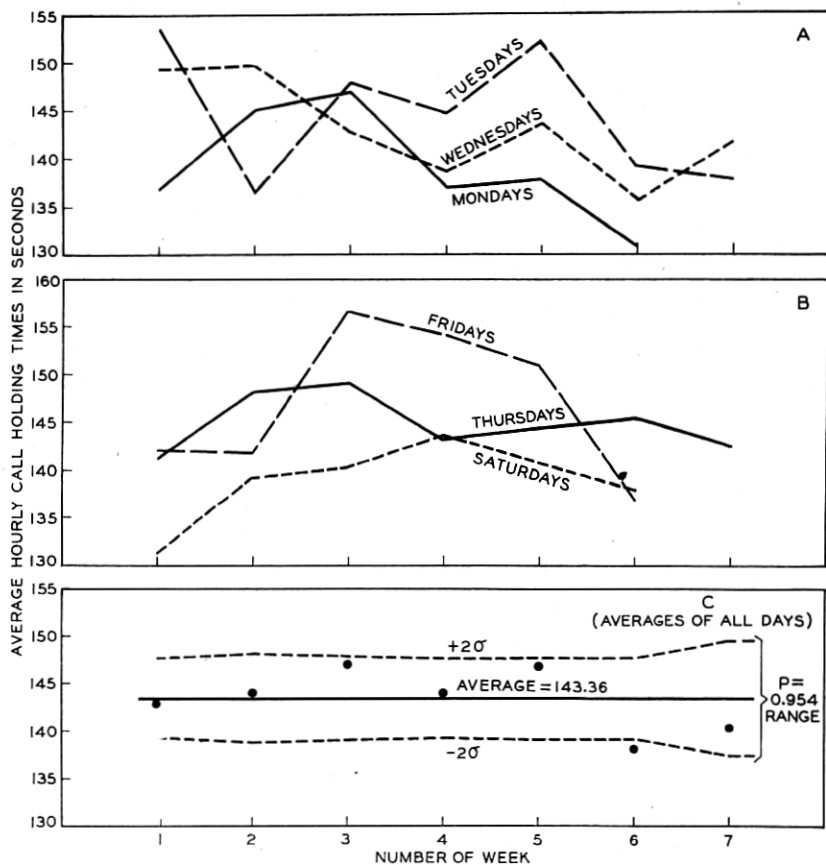 AVERAGE HOURLY CALL HOLDING TIMES IN SECONDS
155
150
145
140
135
130
A
TUESDAYS
WEDNESDAYS
MONDAYS
160
155
150
145
140
135
130
B
FRIDAYS
THURSDAYS
SATURDAYS
155
150
145
140
135
130
C
(AVERAGES OF ALL DAYS)
+2σ
AVERAGE = 143.36
-2σ
P=
0.954
RANGE
1 2 3 4 5 6 7
NUMBER OF WEEK